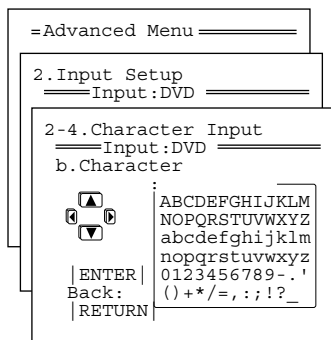 =Advanced Menu
2.Input Setup
Input:DVD
2-4.Character Input
Input:DVD
b.Character
:
ABCDEFGHIJKLM
NOPQRSTUVWXYZ
abcdefghijklm
nopqrstuvwxyz
0123456789-.'
()+*/=,:;!?_
|ENTER|
Back:
|RETURN|